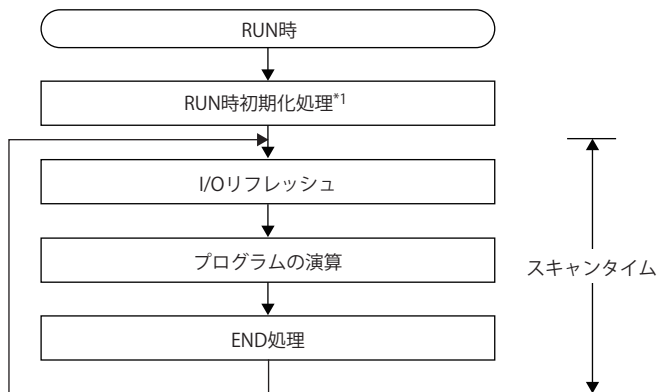 RUN時
RUN時初期化処理*1
I/Oリフレッシュ
プログラムの演算
スキャンタイム
END処理